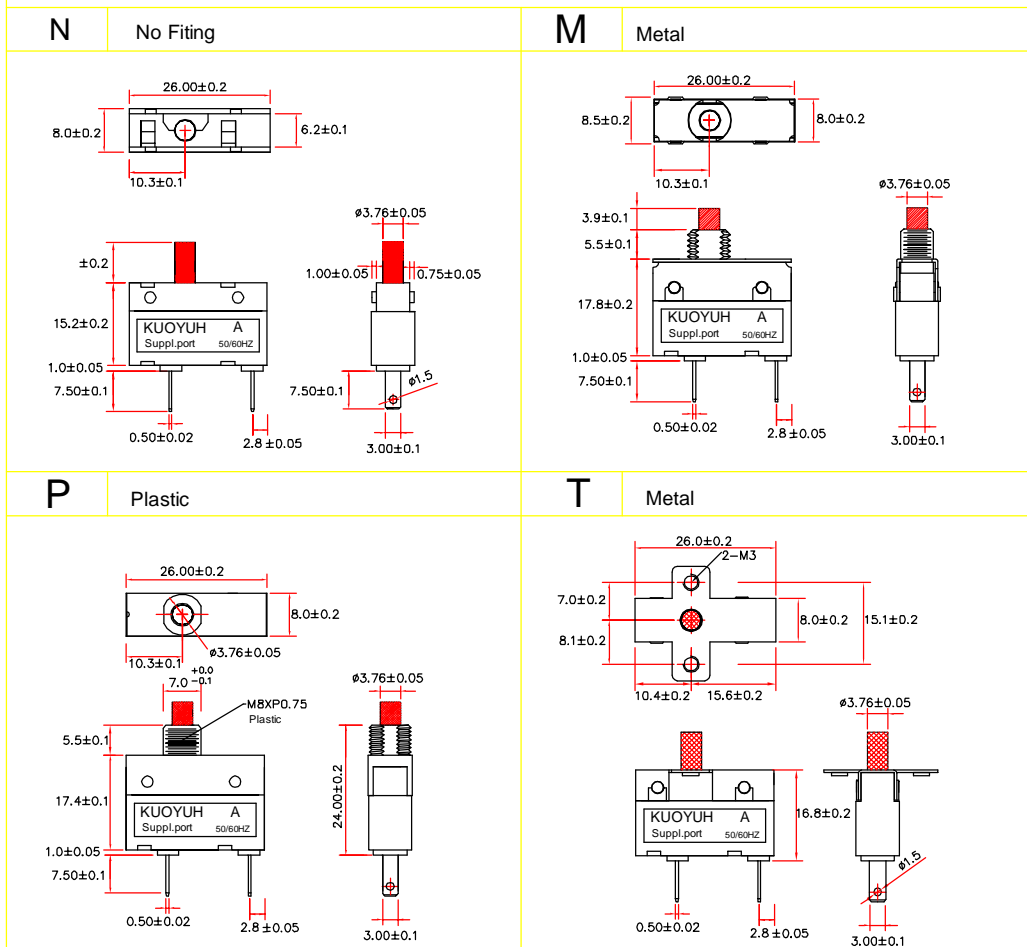 N No Fiting
26.00±0.2
8.0±0.2
6.2±0.1
10.3±0.1
ø3.76±0.05
±0.2
1.00±0.05
0.75±0.05
15.2±0.2
KUOYUH A
Suppl.port 50/60HZ
1.0±0.05
7.50±0.1
7.50±0.1
ø1.5
0.50±0.02
2.8±0.05
3.00±0.1
M Metal
26.00±0.2
8.5±0.2
8.0±0.2
10.3±0.1
ø3.76±0.05
3.9±0.1
5.5±0.1
17.8±0.2
KUOYUH A
Suppl.port 50/60HZ
1.0±0.05
7.50±0.1
0.50±0.02
2.8±0.05
3.00±0.1
P Plastic
26.00±0.2
8.0±0.2
ø3.76±0.05
10.3±0.1
7.0 +0.0 -0.1
ø3.76±0.05
M8XP0.75
Plastic
5.5±0.1
17.4±0.1
24.00±0.2
KUOYUH A
Suppl.port 50/60HZ
1.0±0.05
7.50±0.1
0.50±0.02
2.8±0.05
3.00±0.1
T Metal
26.0±0.2
2-M3
7.0±0.2
8.0±0.2
15.1±0.2
8.1±0.2
10.4±0.2
15.6±0.2
ø3.76±0.05
16.8±0.2
KUOYUH A
Suppl.port 50/60HZ
ø1.5
0.50±0.02
2.8±0.05
3.00±0.1